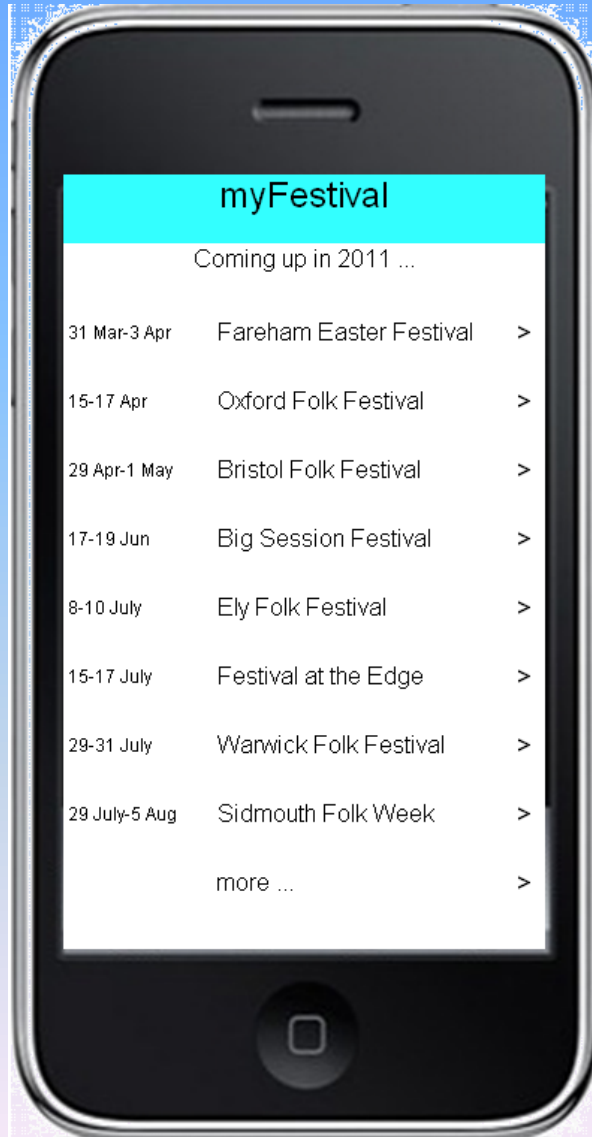 myFestival
Coming up in 2011 ...
31 Mar-3 Apr Fareham Easter Festival >
15-17 Apr Oxford Folk Festival >
29 Apr-1 May Bristol Folk Festival >
17-19 Jun Big Session Festival >
8-10 July Ely Folk Festival >
15-17 July Festival at the Edge >
29-31 July Warwick Folk Festival >
29 July-5 Aug Sidmouth Folk Week >
more ... >